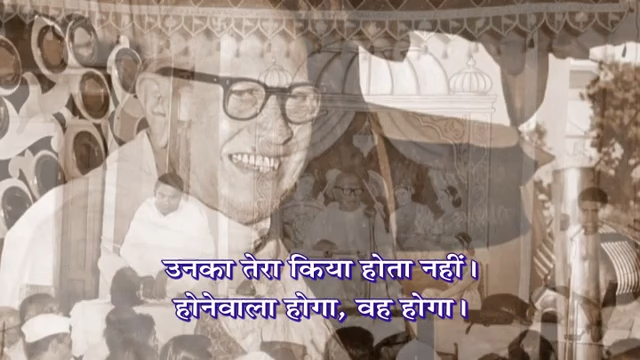 उनका तेरा किया होता नहीं।
होनेवाला होगा, वह होगा।